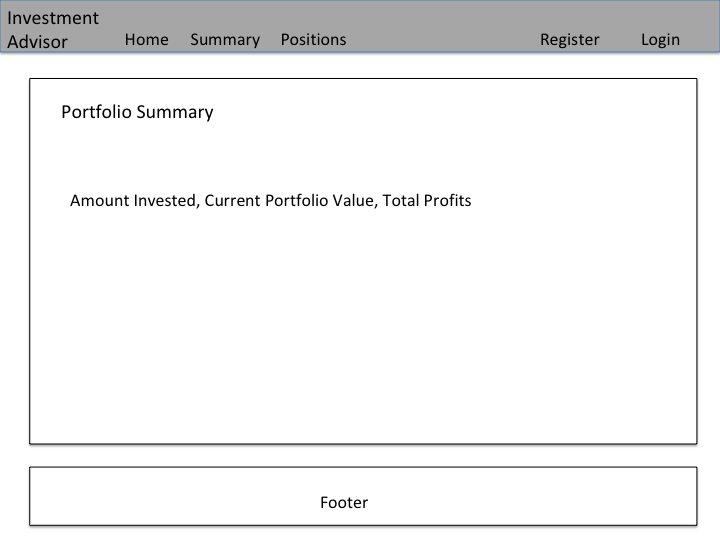 Investment
Advisor
Home Summary Positions Register Login
Portfolio Summary
Amount Invested, Current Portfolio Value, Total Profits
Footer